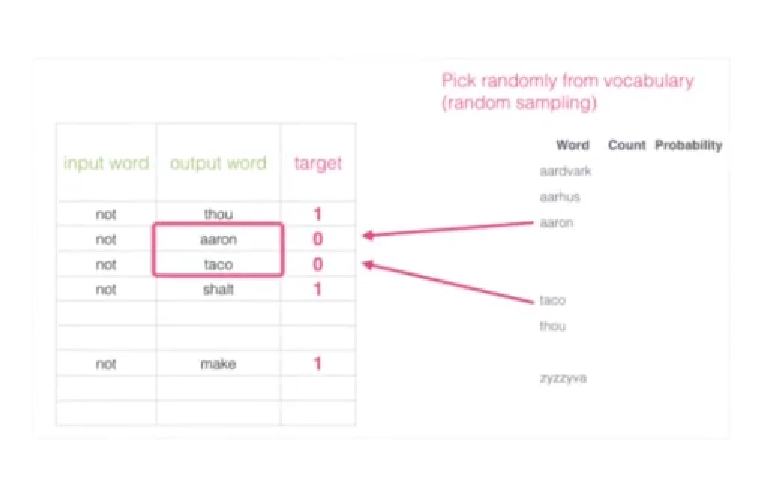 Pick randomly from vocabulary
(random sampling)
input word output word target
not thou 1
not aaron 0
not taco 0
not shalt 1
not make 1
Word Count Probability
aardvark
aarhus
aaron
taco
thou
zyzzyva